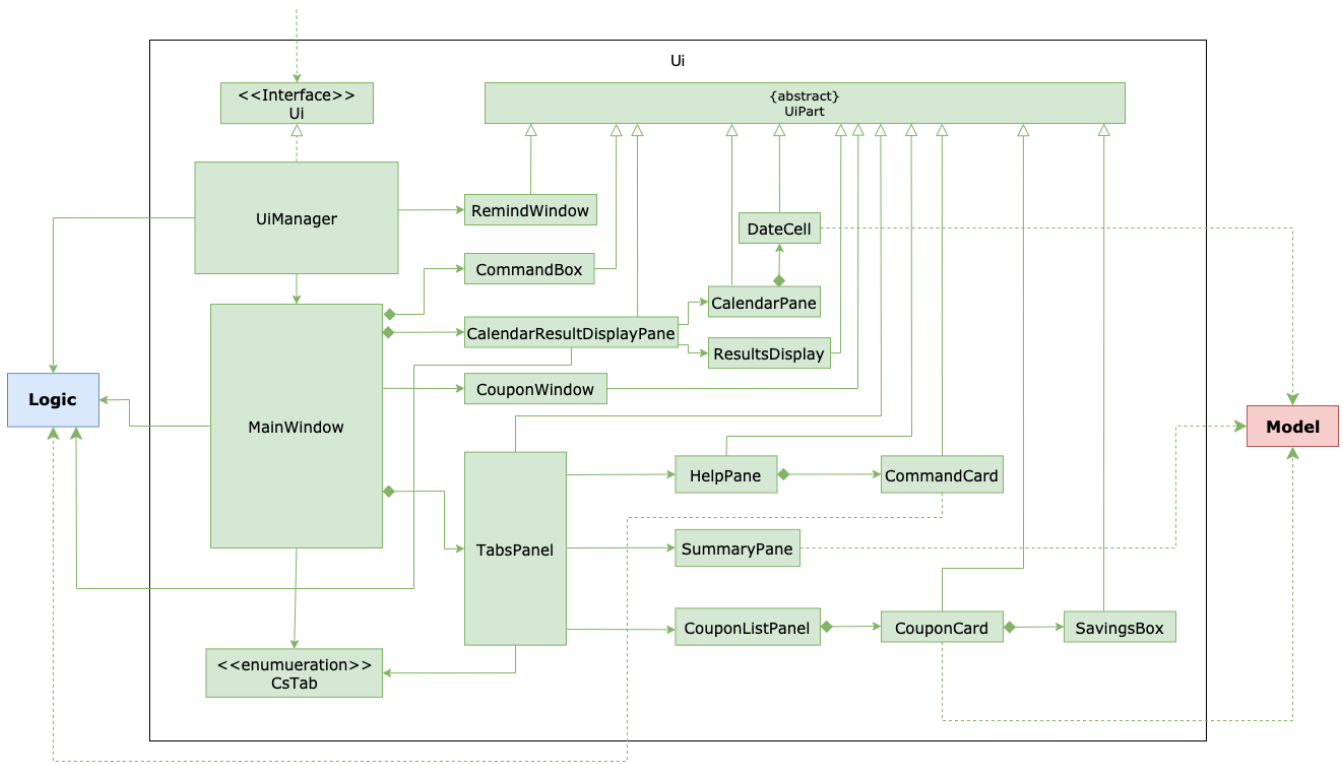 Ui
<<Interface>>
Ui
{abstract}
UiPart
UiManager
RemindWindow
DateCell
CommandBox
CalendarPane
CalendarResultDisplayPane
ResultsDisplay
CouponWindow
Logic
MainWindow
Model
HelpPane
CommandCard
TabsPanel
SummaryPane
CouponListPanel
CouponCard
SavingsBox
<<enumueration>>
CsTab